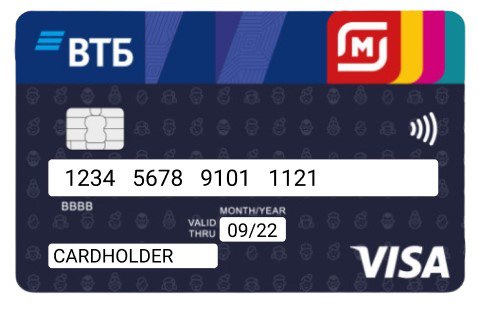 ВТБ
М
1234 5678 9101 1121
BBBB
MONTH/YEAR
VALID THRU 09/22
CARDHOLDER
VISA